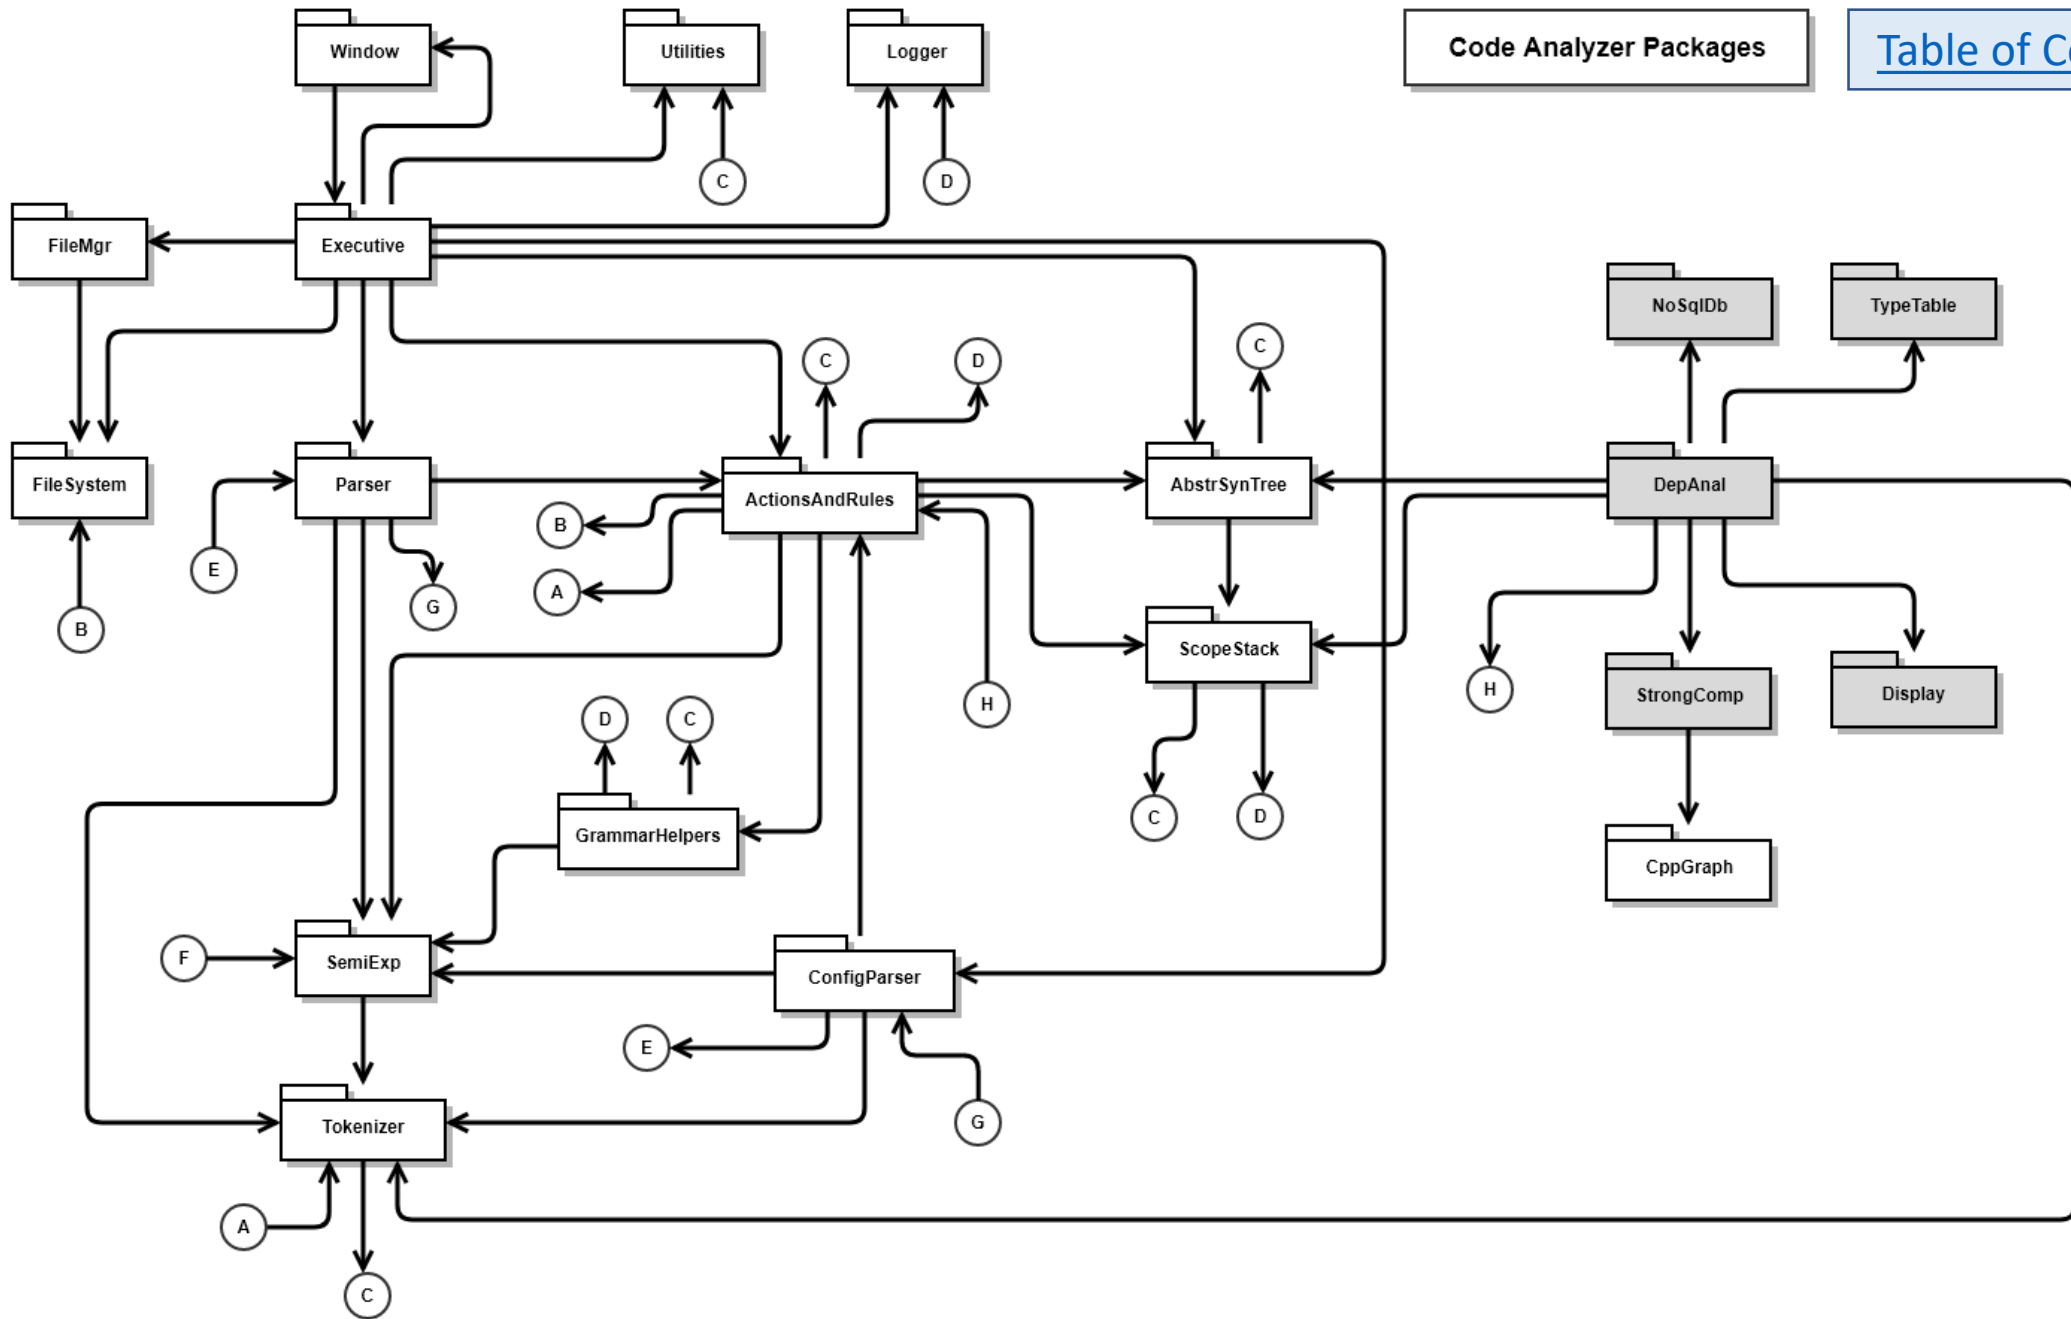 Window
Utilities
Logger
Code Analyzer Packages
Table of
C
D
FileMgr
Executive
NoSqlDb
TypeTable
C
D
C
FileSystem
Parser
ActionsAndRules
AbstrSynTree
DepAnal
B
E
A
G
B
ScopeStack
H
StrongComp
Display
H
D
C
C
D
GrammarHelpers
CppGraph
F
SemiExp
ConfigParser
E
G
Tokenizer
A
C